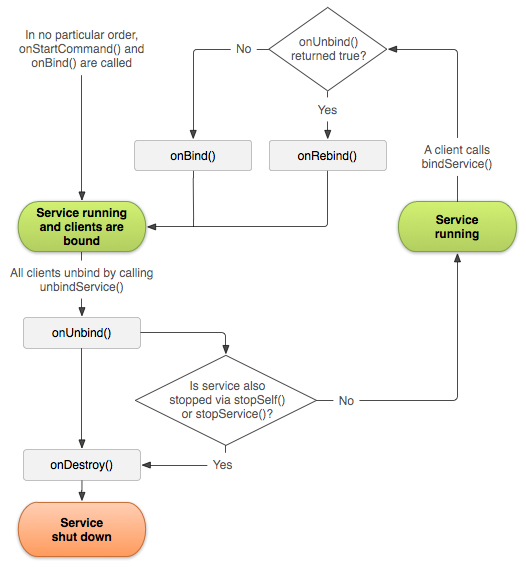 In no particular order,
onStartCommand() and
onBind() are called
onUnbind()
returned true?
No
Yes
onBind()
onRebind()
A client calls
bindService()
Service running
and clients are
bound
Service
running
All clients unbind by calling
unbindService()
onUnbind()
Is service also
stopped via stopSelf()
or stopService()?
No
Yes
onDestroy()
Service
shut down